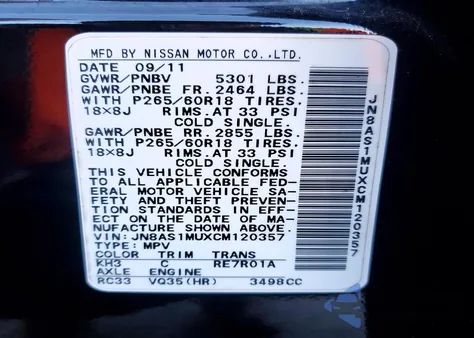 MFD BY NISSAN MOTOR CO.,LTD.
DATE 09/11
GVWR/PNBV 5301 LBS.
GAWR/PNBE FR. 2464 LBS.
WITH P265/60R18 TIRES.
18×8J RIMS.AT 33 PSI
COLD SINGLE.
GAWR/PNBE RR. 2855 LBS.
WITH P265/60R18 TIRES.
18×8J RIMS.AT 33 PSI
COLD SINGLE.
THIS VEHICLE CONFORMS
TO ALL APPLICABLE FED-
ERAL MOTOR VEHICLE SA-
FETY AND THEFT PREVEN-
TION STANDARDS IN EFF-
ECT ON THE DATE OF MA-
NUFACTURE SHOWN ABOVE.
VIN:JN8AS1MUXCM120357
TYPE:MPV
COLOR TRIM TRANS
KH3 C RE7R01A
AXLE ENGINE
RC33 VQ35(HR) 3498CC
JN8AS1MUXCM120357